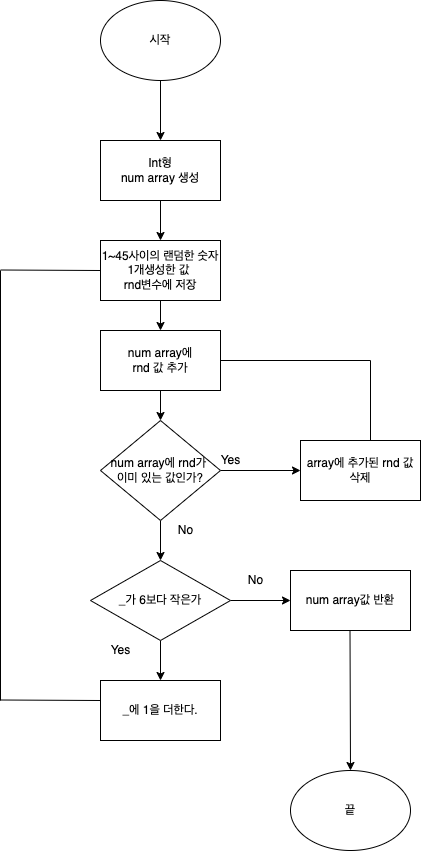 시작
Int형
num array 생성
1~45사이의 랜덤한 숫자
1개생성한 값
rnd변수에 저장
num array에
rnd 값 추가
num array에 rnd가
이미 있는 값인가?
Yes
array에 추가된 rnd 값
삭제
No
_가 6보다 작은가
No
num array값 반환
Yes
_에 1을 더한다.
끝